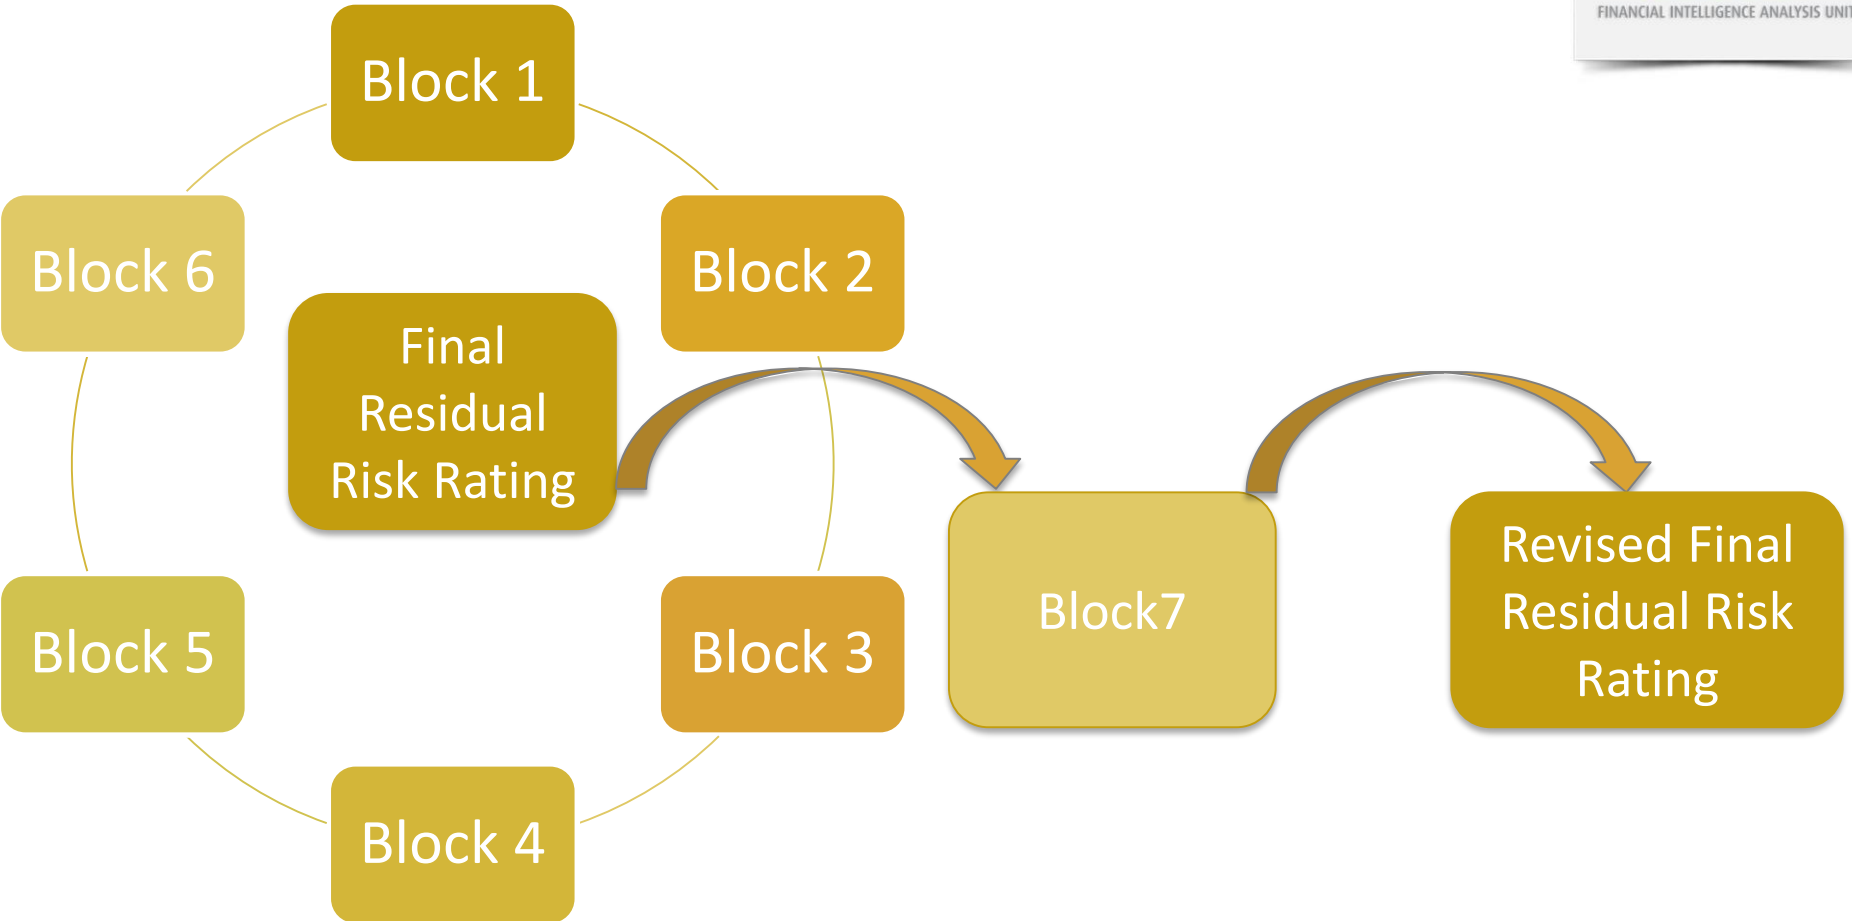 FINANCIAL INTELLIGENCE ANALYSIS UNIT
Block 1
Block 2
Block 6
Final
Residual
Risk Rating
Block 3
Block 5
Block 4
Block7
Revised Final
Residual Risk
Rating